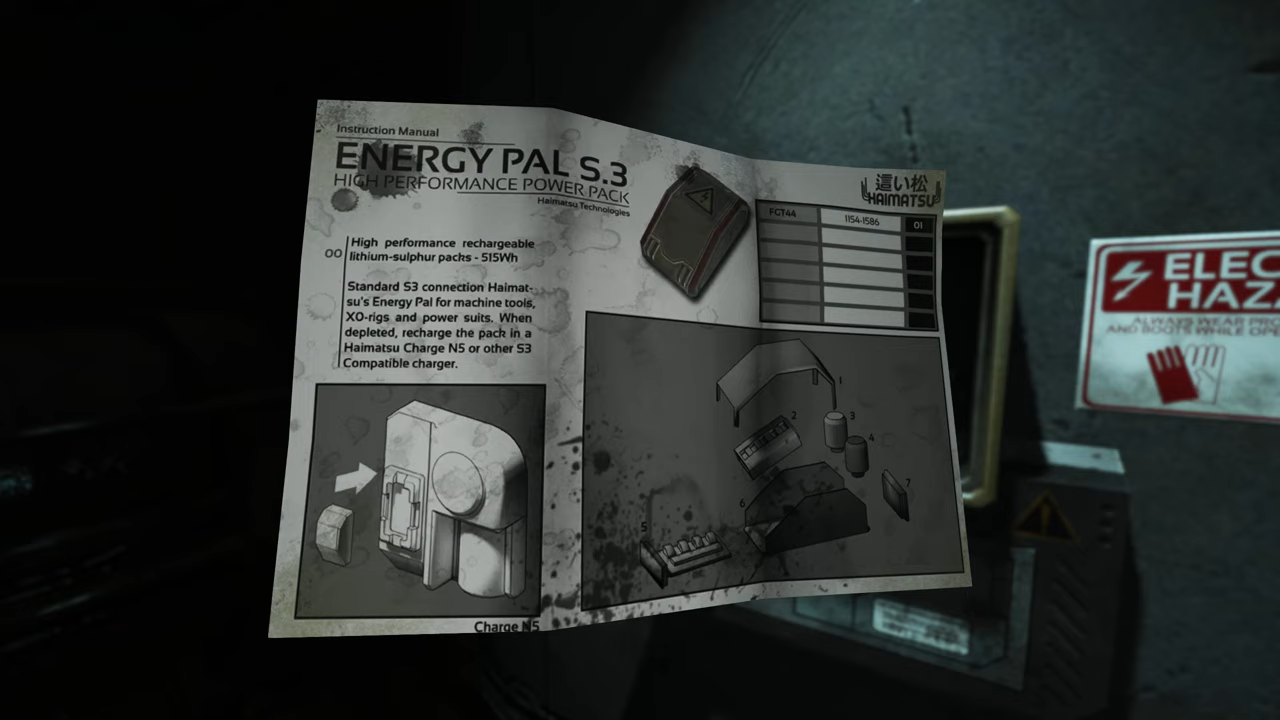 Instruction Manual
ENERGY PAL S.3
HIGH PERFORMANCE POWER PACK
Haimatsu Technologies
這い松
HAIMATSU
FGT44 1154-1586 01
OO
High performance rechargeable
lithium-sulphur packs - 515Wh
Standard S3 connection Haimat-
su's Energy Pal for machine tools,
XO-rigs and power suits. When
depleted, recharge the pack in a
Haimatsu Charge N5 or other S3
Compatible charger.
1
2
3
4
5
6
7
Charge N5
ELEC
HAZA
ALWAYS WEAR PRO
AND BOOTS WHILE OPE